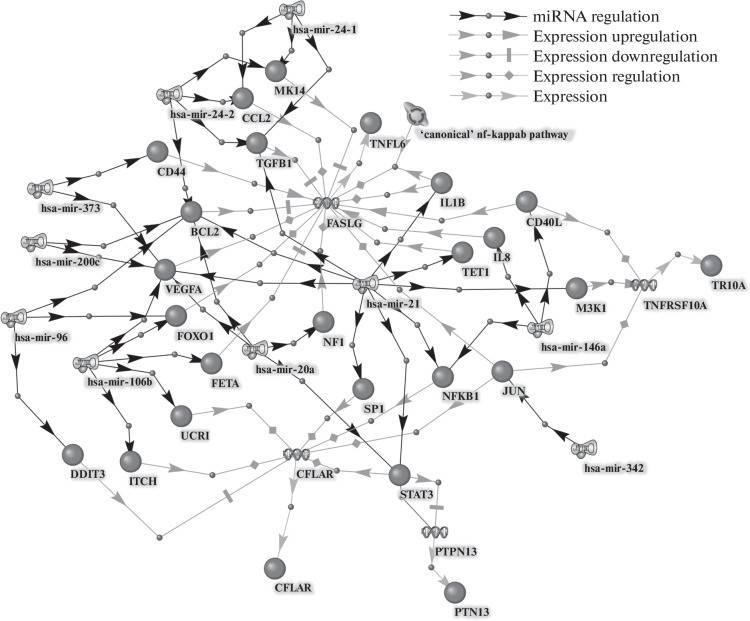 hsa-mir-24-1
miRNA regulation
Expression upregulation
Expression downregulation
Expression regulation
Expression
MK14
hsa-mir-24-2
CCL2
TNFL6
'canonical' nf-kappab pathway
TGFB1
CD44
IL1B
hsa-mir-373
FASLG
CD40L
BCL2
hsa-mir-200c
IL8
TET1
VEGFA
TR10A
hsa-mir-21
M3K1
TNFRSF10A
hsa-mir-96
FOXO1
NF1
hsa-mir-146a
hsa-mir-20a
FETA
hsa-mir-106b
NFKB1
JUN
SP1
UCRI
DDIT3
ITCH
CFLAR
hsa-mir-342
STAT3
PTPN13
CFLAR
PTN13